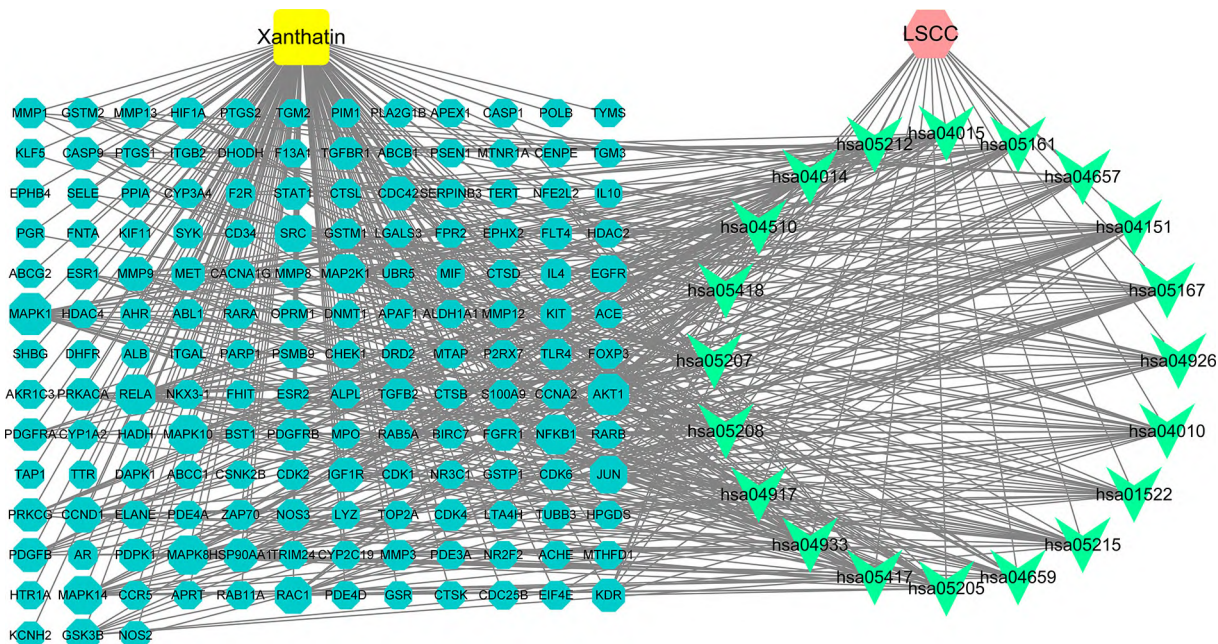 Xanthatin LSCC
MMP1 GSTM2 MMP13 HIF1A PTGS2 TGM2 PIM1 PLA2G1B APEX1 CASP1 POLB TYMS
KLF5 CASP9 PTGS1 ITGB2 DHODH F13A1 TGFBR1 ABCB1 PSEN1 MTNR1A CENPE TGM3
EPHB4 SELE PPIA CYP3A4 F2R STAT1 CTSL CDC42 SERPINB3 TERT NFE2L2 IL10
PGR FNTA KIF11 SYK CD34 SRC GSTM1 LGALS3 FPR2 EPHX2 FLT4 HDAC2
ABCG2 ESR1 MMP9 MET CACNA1G MMP8 MAP2K1 UBR5 MIF CTSD IL4 EGFR
MAPK1 HDAC4 AHR ABL1 RARA OPRM1 DNMT1 APAF1 ALDH1A1 MMP12 KIT ACE
SHBG DHFR ALB ITGAL PARP1 PSMB9 CHEK1 DRD2 MTAP P2RX7 TLR4 FOXP3
AKR1C3 PRKACA RELA NKX3-1 FHIT ESR2 ALPL TGFB2 CTSB S100A9 CCNA2 AKT1
PDGFRA CYP1A2 HADH MAPK10 BST1 PDGFRB MPO RAB5A BIRC7 FGFR1 NFKB1 RARB
TAP1 TTR DAPK1 ABCC1 CSNK2B CDK2 IGF1R CDK1 NR3C1 GSTP1 CDK6 JUN
PRKCG CCND1 ELANE PDE4A ZAP70 NOS3 LYZ TOP2A CDK4 LTA4H TUBB3 HPGDS
PDGFB AR PDPK1 MAPK8 HSP90AA1 TRIM24 CYP2C19 MMP3 PDE3A NR2F2 ACHE MTHFD1
HTR1A MAPK14 CCR5 APRT RAB11A RAC1 PDE4D GSR CTSK CDC25B EIF4E KDR
KCNH2 GSK3B NOS2
hsa04015
hsa05212 hsa05161
hsa04014 hsa04657
hsa04510 hsa04151
hsa05418 hsa05167
hsa05207 hsa04926
hsa05208 hsa04010
hsa04917 hsa01522
hsa04933 hsa05215
hsa05417 hsa04659
hsa05205